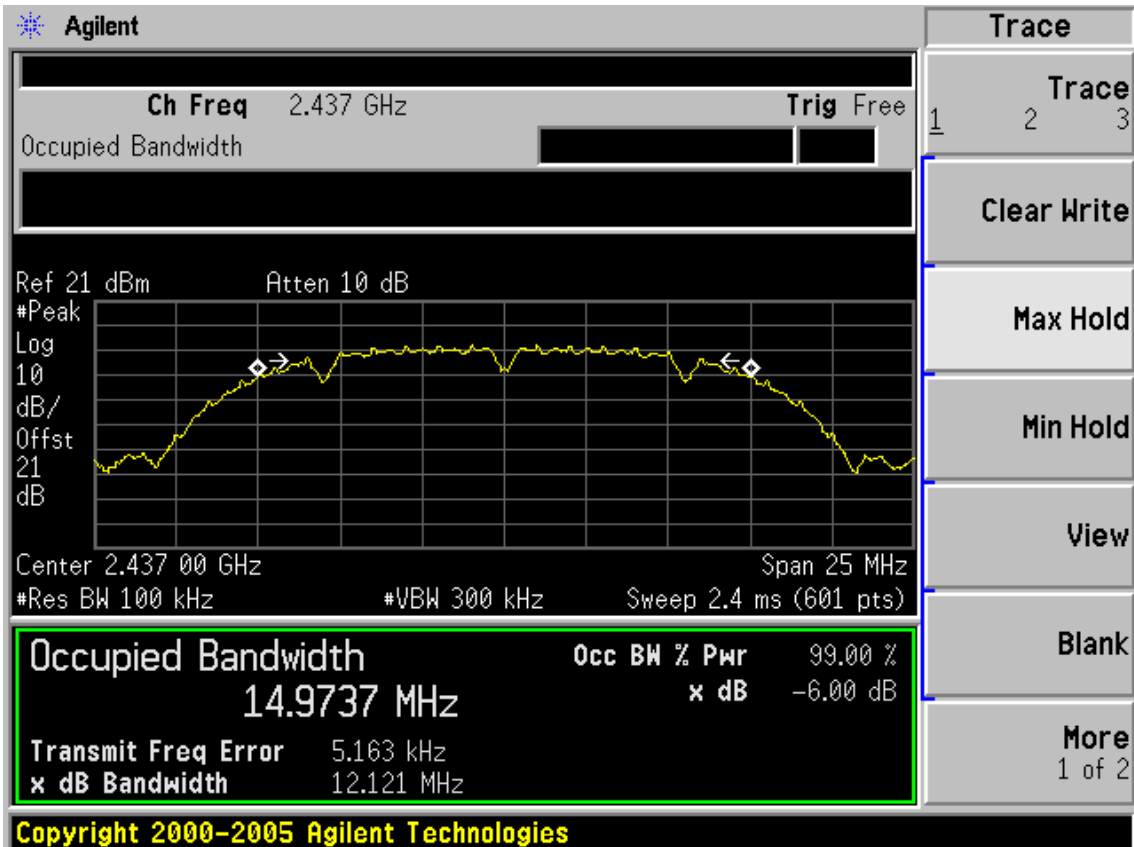 Agilent
Trace
Ch Freq 2.437 GHz Trig Free
Occupied Bandwidth
Trace
1 2 3
Clear Write
Max Hold
Min Hold
View
Blank
More
1 of 2
Ref 21 dBm Atten 10 dB
#Peak
Log
10
dB/
Offst
21
dB
Center 2.437 00 GHz Span 25 MHz
#Res BW 100 kHz #VBW 300 kHz Sweep 2.4 ms (601 pts)
Occupied Bandwidth Occ BW % Pwr 99.00 %
14.9737 MHz x dB -6.00 dB
Transmit Freq Error 5.163 kHz
x dB Bandwidth 12.121 MHz
Copyright 2000-2005 Agilent Technologies